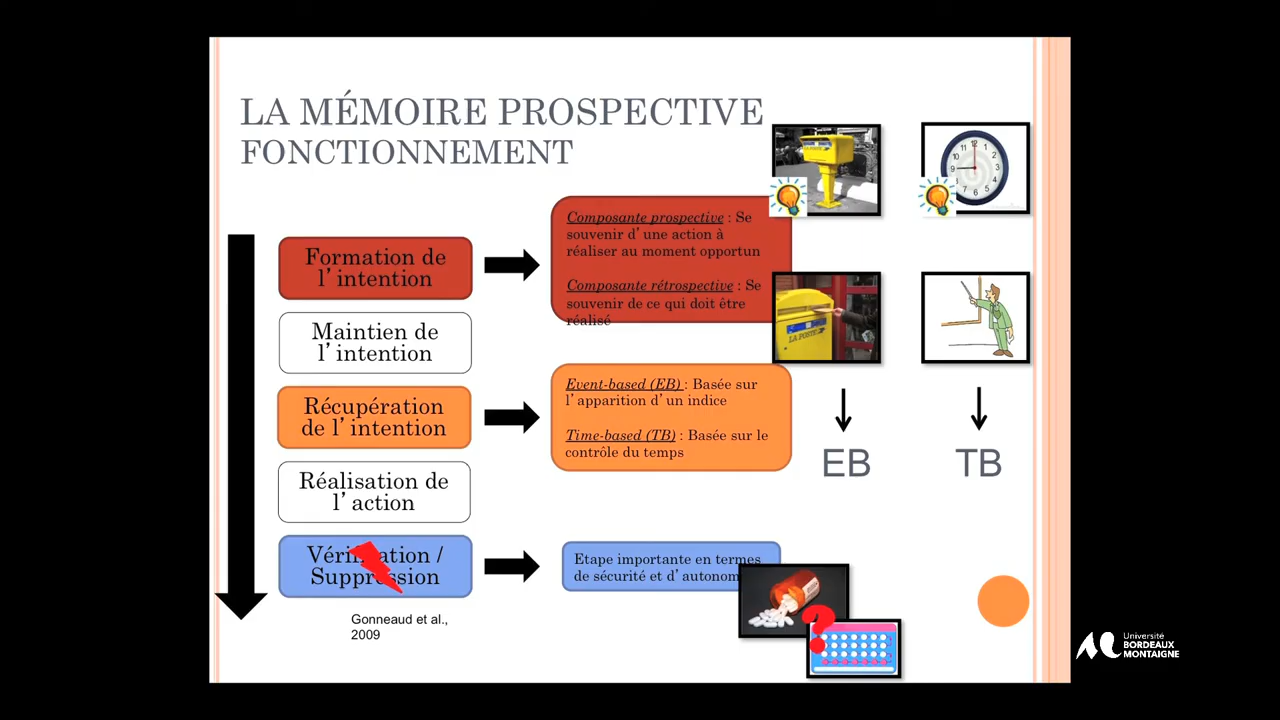 LA MÉMOIRE PROSPECTIVE
FONCTIONNEMENT
Formation de
l’intention
Composante prospective : Se
souvenir d’une action à
réaliser au moment opportun
Composante rétrospective : Se
souvenir de ce qui doit être
réalisé
Maintien de
l’intention
Récupération
de l’intention
Event-based (EB) : Basée sur
l’apparition d’un indice
Time-based (TB) : Basée sur le
contrôle du temps
Réalisation de
l’action
Vérification /
Suppression
Etape importante en termes
de sécurité et d’autonom
Gonneaud et al.,
2009
LA POSTE
EB
TB
?
Université
BORDEAUX
MONTAIGNE